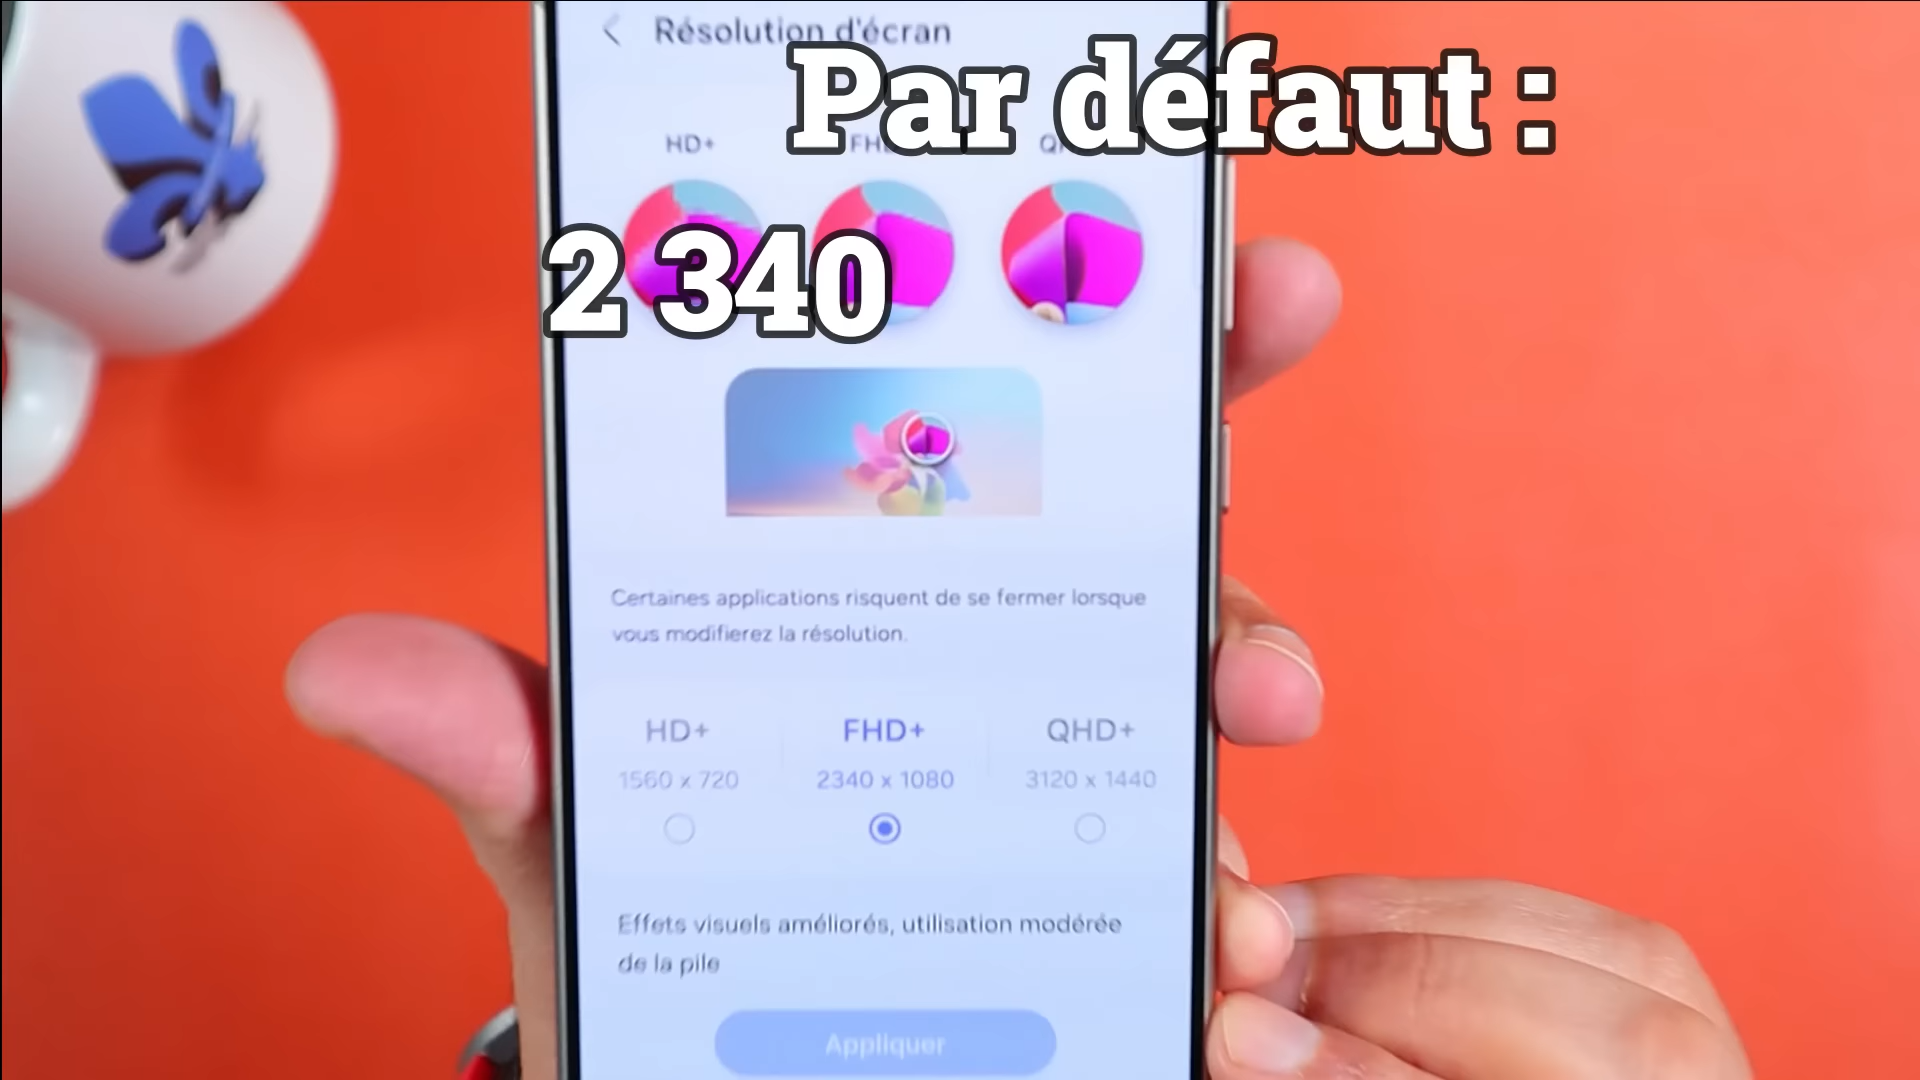 Résolution d'écran
Par défaut :
HD+
2 340
Certaines applications risquent de se fermer lorsque
vous modifierez la résolution.
HD+ FHD+ QHD+
1560 x 720 2340 x 1080 3120 x 1440
Effets visuels améliorés, utilisation modérée
de la pile
Appliquer